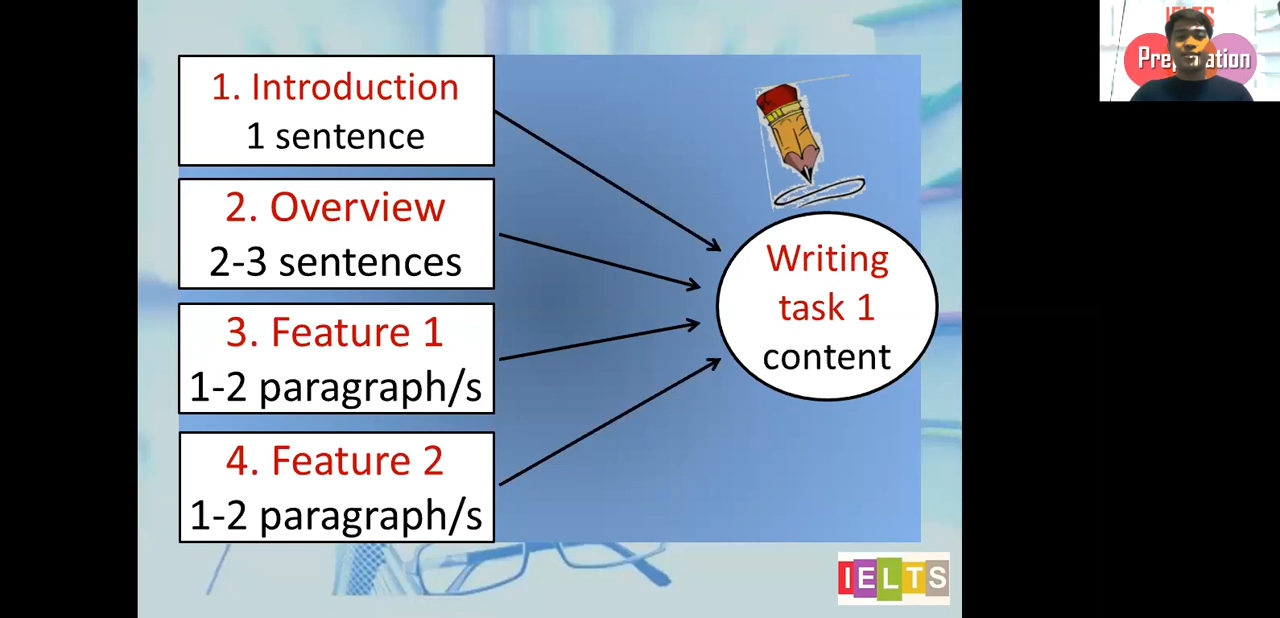 1. Introduction
1 sentence
2. Overview
2-3 sentences
3. Feature 1
1-2 paragraph/s
4. Feature 2
1-2 paragraph/s
Writing
task 1
content
IELTS
IELTS